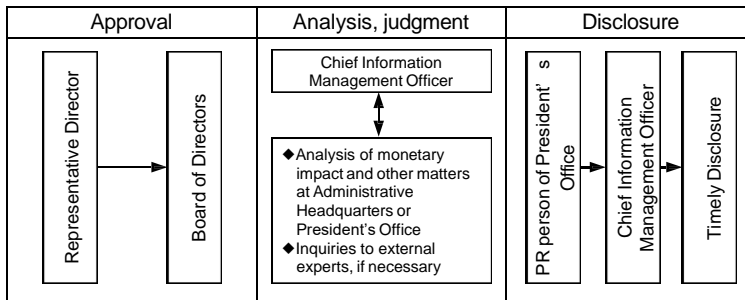 Approval
Analysis, judgment
Disclosure
Representative Director
Board of Directors
Chief Information
Management Officer
◆Analysis of monetary
impact and other matters
at Administrative
Headquarters or
President's Office
◆Inquiries to external
experts, if necessary
PR person of President’ s
Office
Chief Information
Management Officer
Timely Disclosure